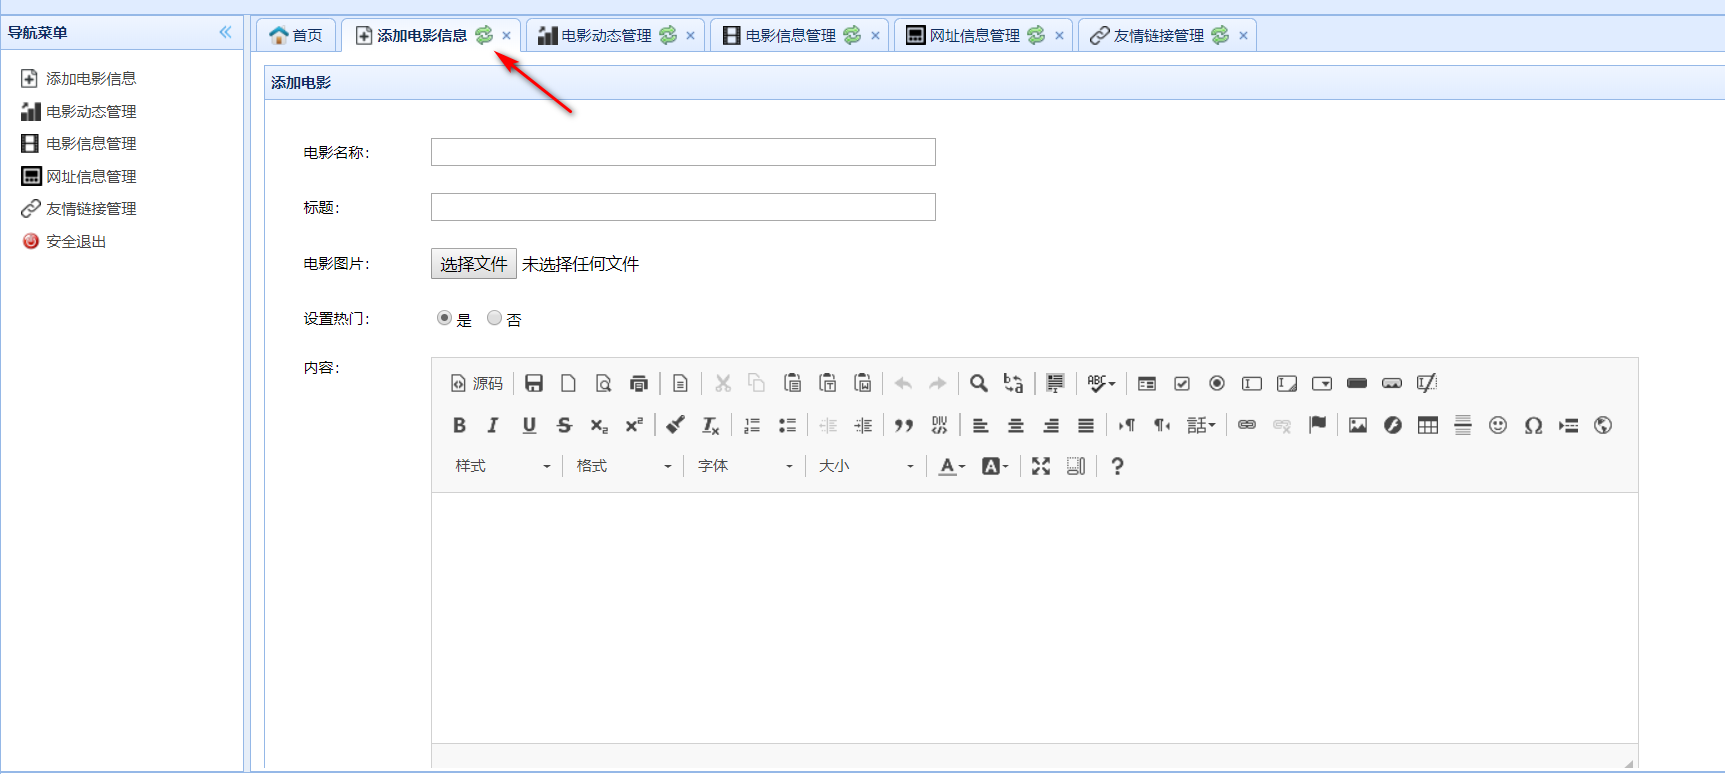 导航菜单
添加电影信息
电影动态管理
电影信息管理
网址信息管理
友情链接管理
安全退出
首页 添加电影信息 电影动态管理 电影信息管理 网址信息管理 友情链接管理
添加电影
电影名称：
标题：
电影图片： 选择文件 未选择任何文件
设置热门： 是 否
内容：
源码
样式 格式 字体 大小